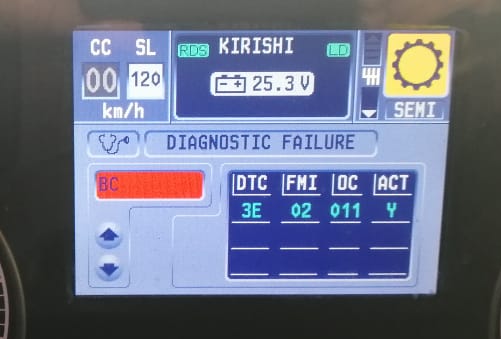 CC SL RDS KIRISHI LD
00 120 25.3 V
km/h SEMI
DIAGNOSTIC FAILURE
BC DTC FMI OC ACT
3E 02 011 Y